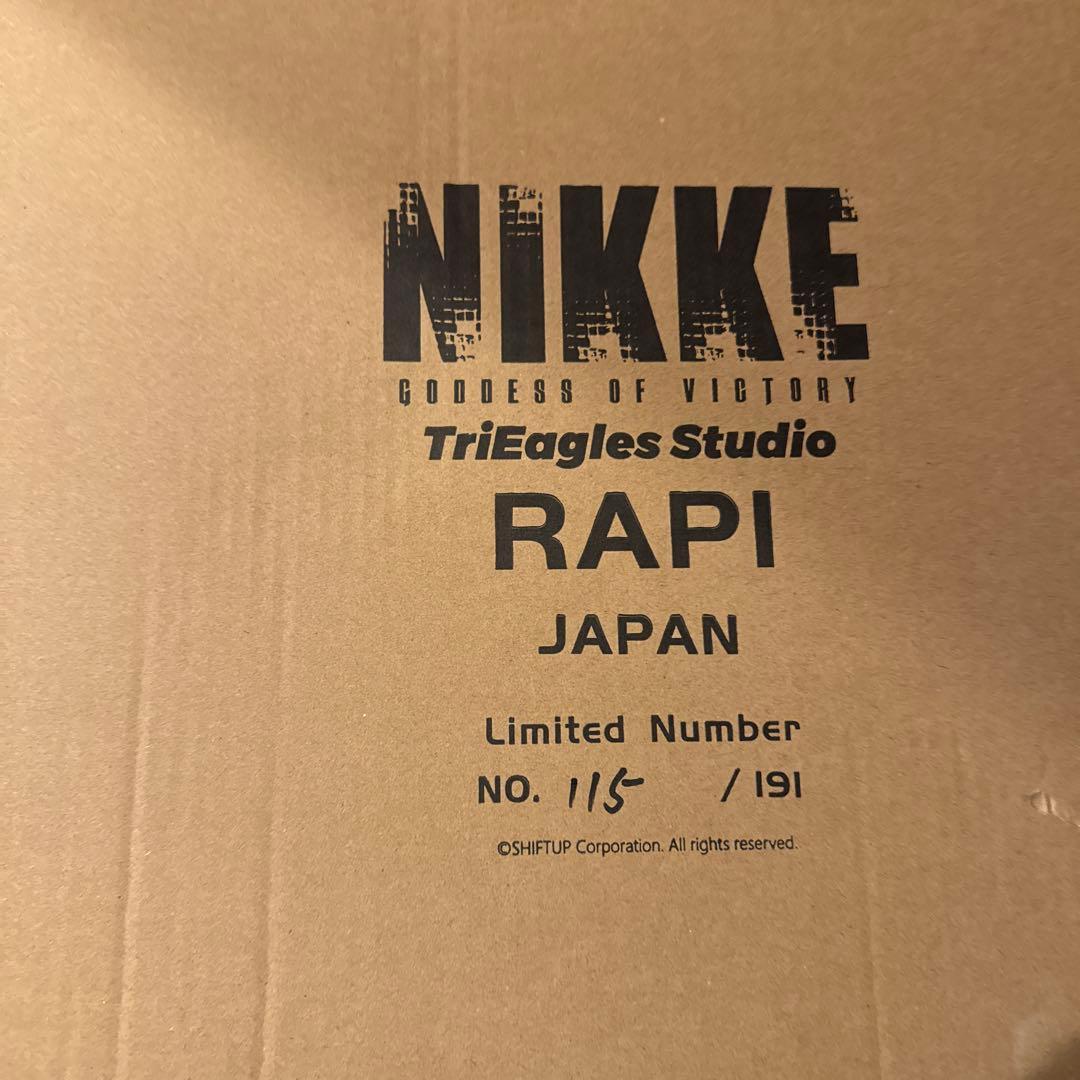 NIKKE
GODDESS OF VICTORY
TriEagles Studio
RAPI
JAPAN
Limited Number
NO. 115 / 191
©SHIFTUP Corporation. All rights reserved.